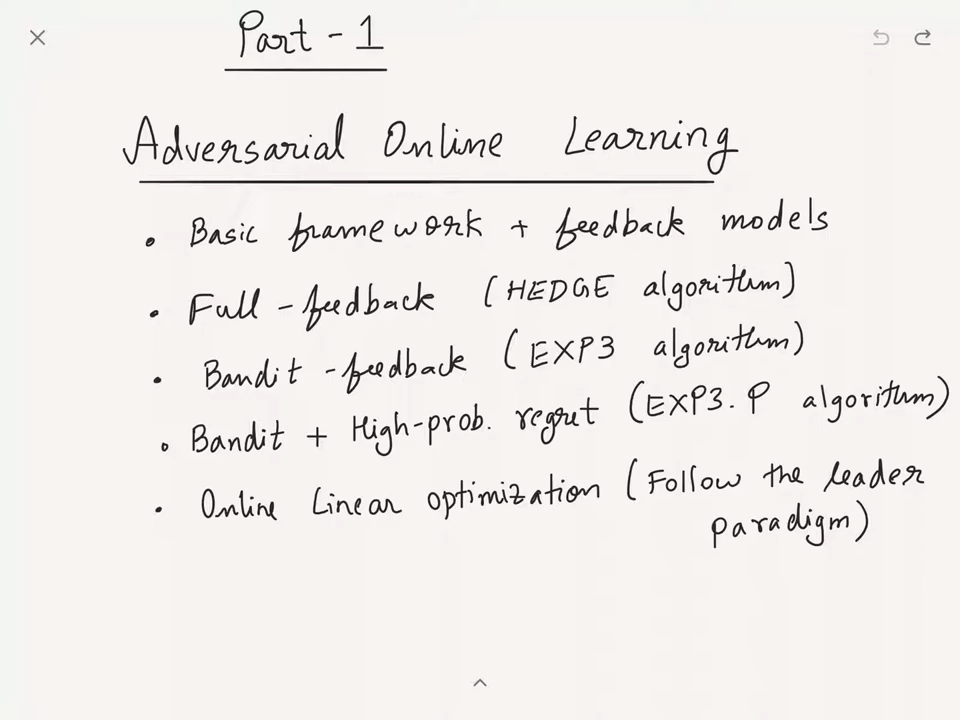 Part - 1
Adversarial Online Learning
• Basic framework + feedback models
• Full - feedback (HEDGE algorithm)
• Bandit - feedback (EXP3 algorithm)
• Bandit + High-prob. regret (EXP3.P algorithm)
• Online Linear optimization (Follow the leader
paradigm)